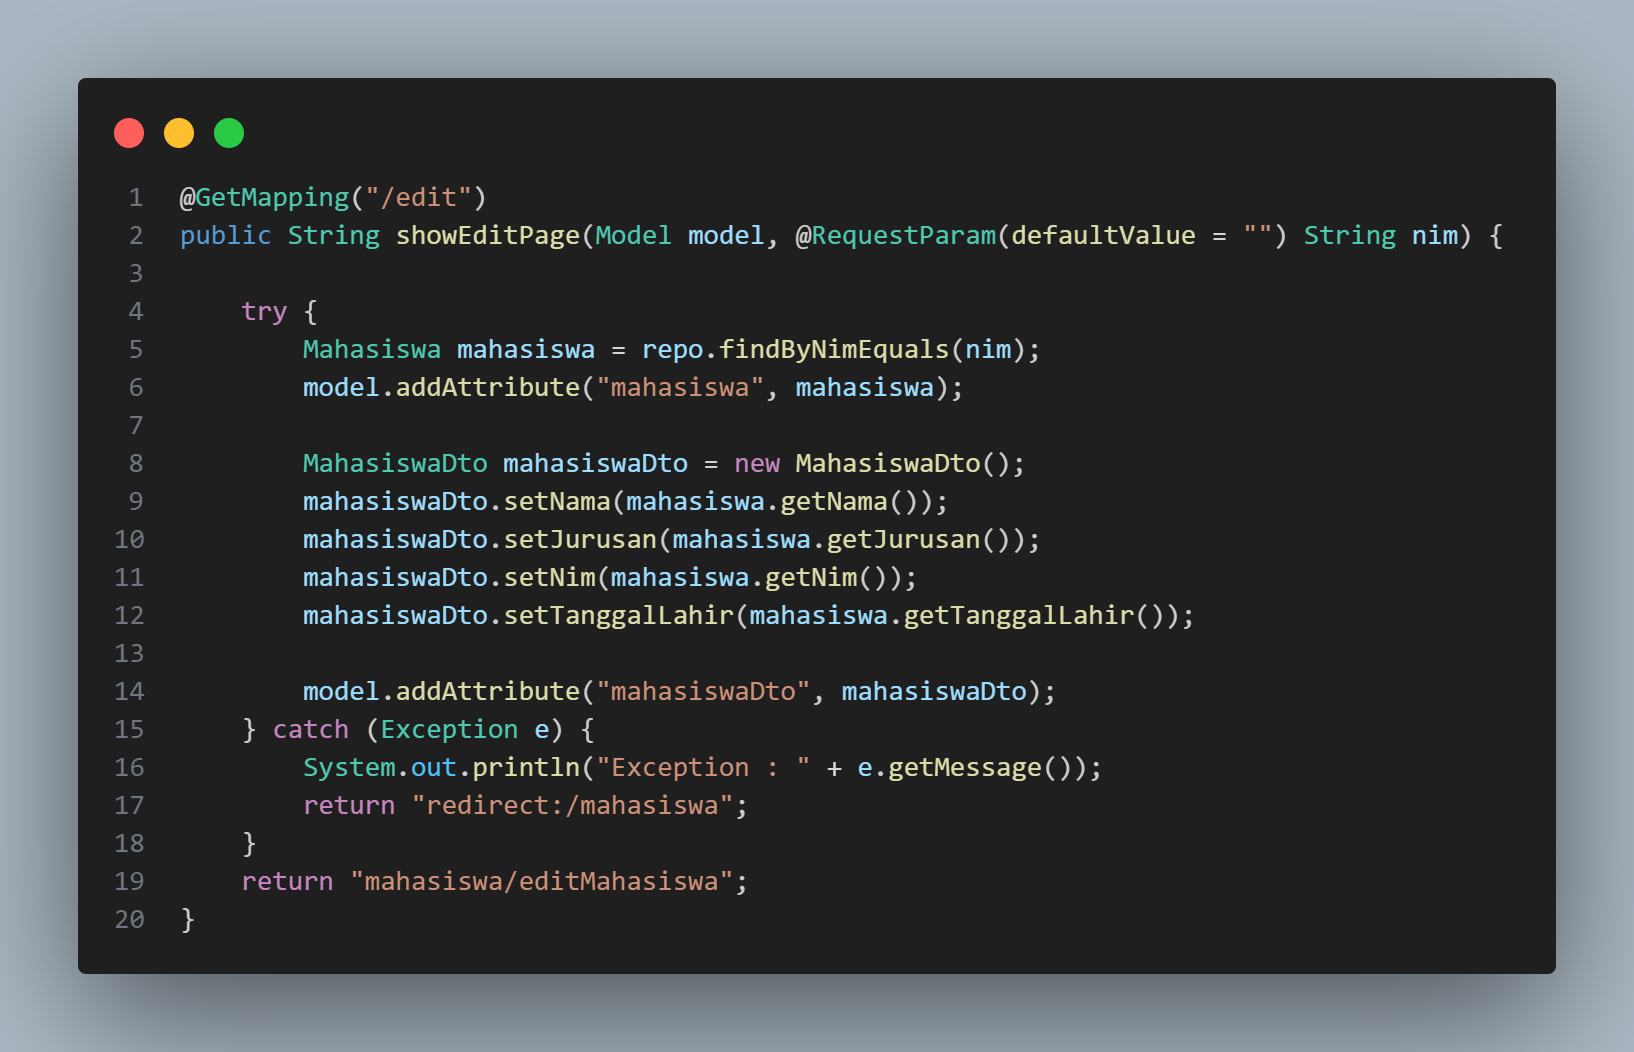 1 @GetMapping("/edit")
2 public String showEditPage(Model model, @RequestParam(defaultValue = "") String nim) {
3
4     try {
5         Mahasiswa mahasiswa = repo.findByNimEquals(nim);
6         model.addAttribute("mahasiswa", mahasiswa);
7
8         MahasiswaDto mahasiswaDto = new MahasiswaDto();
9         mahasiswaDto.setNama(mahasiswa.getNama());
10         mahasiswaDto.setJurusan(mahasiswa.getJurusan());
11         mahasiswaDto.setNim(mahasiswa.getNim());
12         mahasiswaDto.setTanggalLahir(mahasiswa.getTanggalLahir());
13
14         model.addAttribute("mahasiswaDto", mahasiswaDto);
15     } catch (Exception e) {
16         System.out.println("Exception : " + e.getMessage());
17         return "redirect:/mahasiswa";
18     }
19     return "mahasiswa/editMahasiswa";
20 }